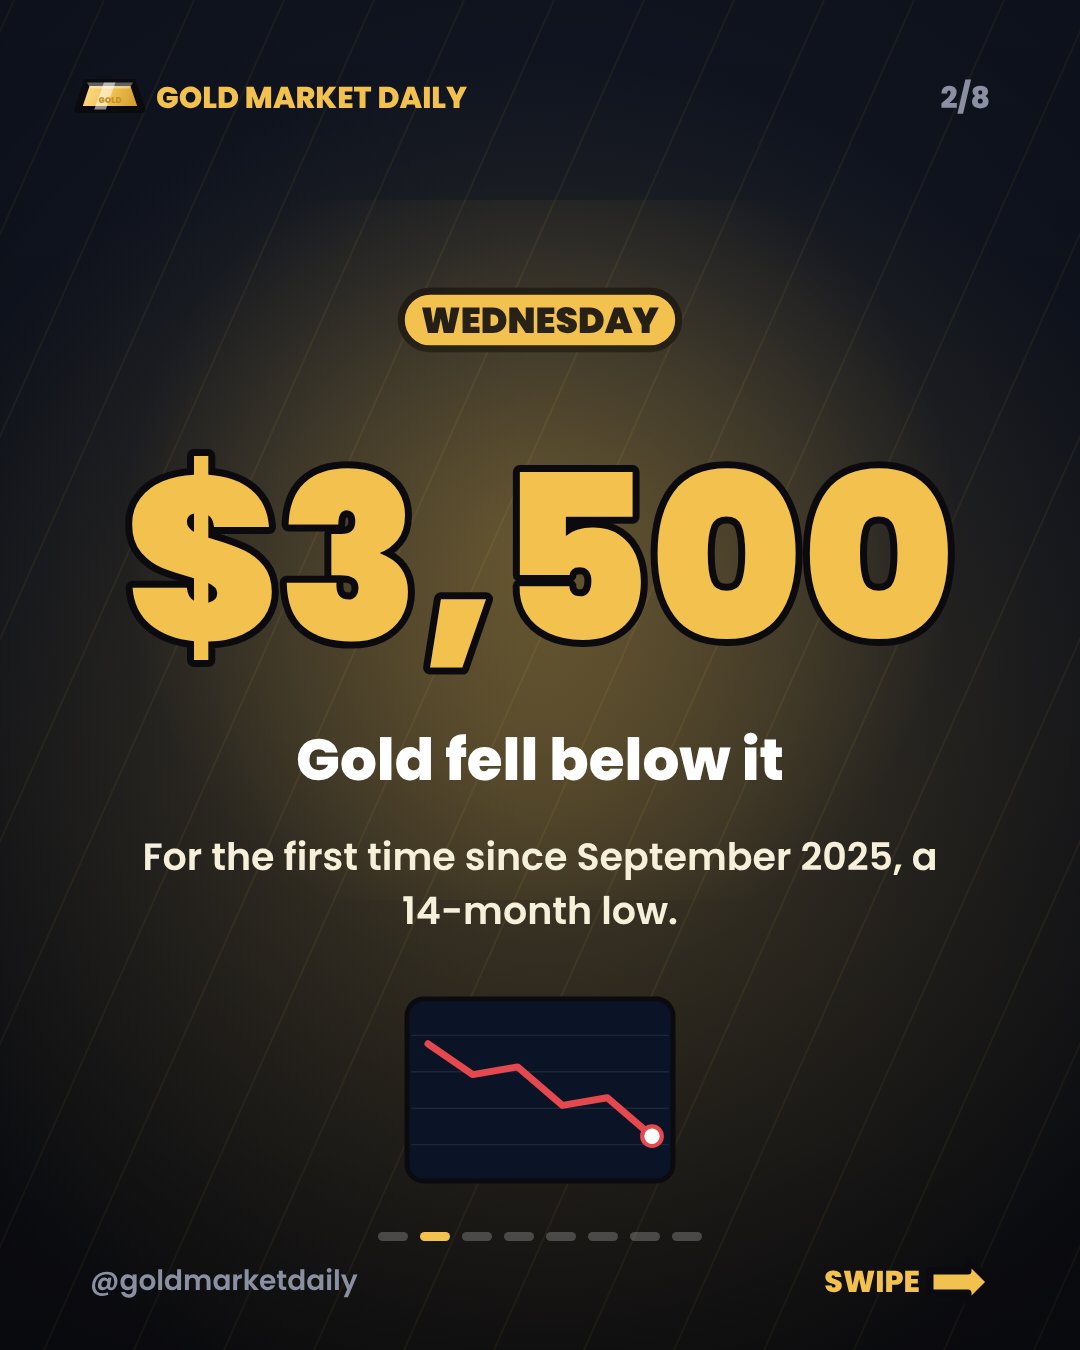 GOLD
GOLD MARKET DAILY
2/8
WEDNESDAY
$3,500
Gold fell below it
For the first time since September 2025, a
14-month low.
@goldmarketdaily
SWIPE